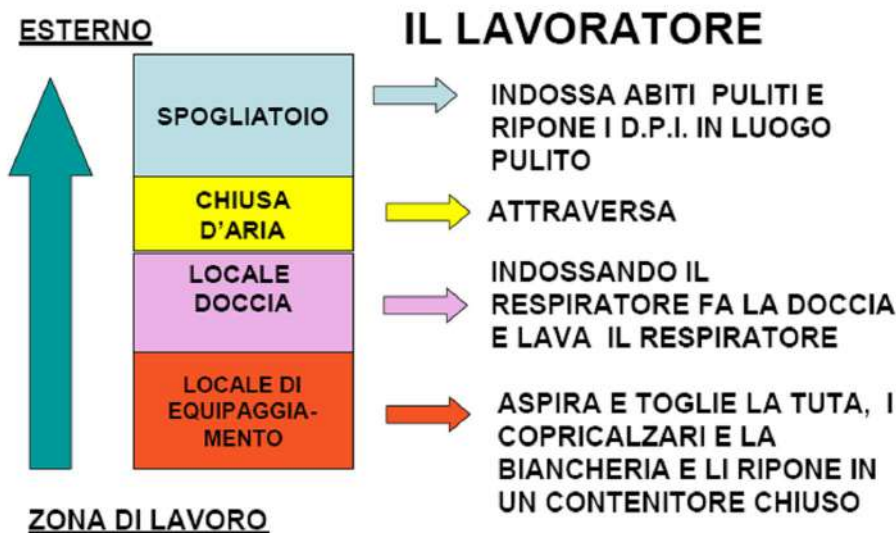 ESTERNO
IL LAVORATORE
SPOGLIATOIO
INDOSSA ABITI PULITI E
RIPONE I D.P.I. IN LUOGO
PULITO
CHIUSA
D'ARIA
ATTRAVERSA
LOCALE
DOCCIA
INDOSSANDO IL
RESPIRATORE FA LA DOCCIA
E LAVA IL RESPIRATORE
LOCALE DI
EQUIPAGGIA-
MENTO
ASPIRA E TOGLIE LA TUTA, I
COPRICALZARI E LA
BIANCHERIA E LI RIPONE IN
UN CONTENITORE CHIUSO
ZONA DI LAVORO